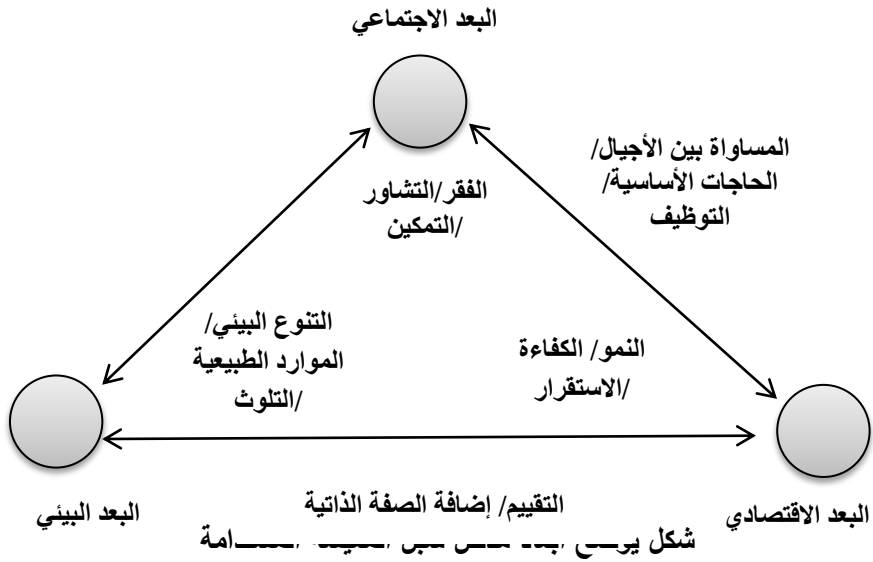 البعد الاجتماعي
المساواة بين الأجيال/
الحاجات الأساسية/
التوظيف
الفقر/التشاور
/التمكين
التنوع البيئي/
الموارد الطبيعية
/التلوث
النمو/ الكفاءة
/الاستقرار
البعد البيئي
التقييم/ إضافة الصفة الذاتية
البعد الاقتصادي
شكل